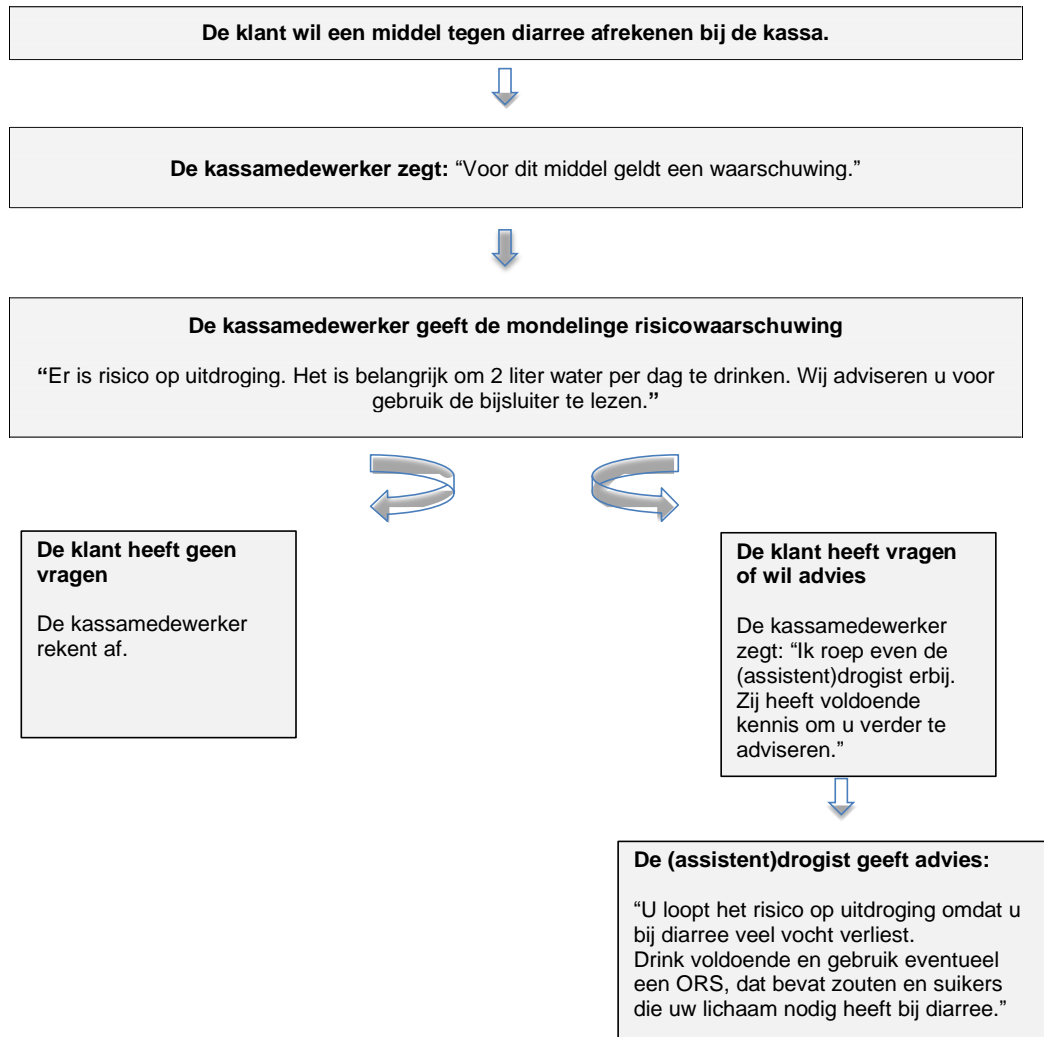 De klant wil een middel tegen diarree afrekenen bij de kassa.
De kassamedewerker zegt: “Voor dit middel geldt een waarschuwing.”
De kassamedewerker geeft de mondelinge risicowaarschuwing
“Er is risico op uitdroging. Het is belangrijk om 2 liter water per dag te drinken. Wij adviseren u voor
gebruik de bijsluiter te lezen.”
De klant heeft geen
vragen
De kassamedewerker
rekent af.
De klant heeft vragen
of wil advies
De kassamedewerker
zegt: “Ik roep even de
(assistent)drogist erbij.
Zij heeft voldoende
kennis om u verder te
adviseren.”
De (assistent)drogist geeft advies:
“U loopt het risico op uitdroging omdat u
bij diarree veel vocht verliest.
Drink voldoende en gebruik eventueel
een ORS, dat bevat zouten en suikers
die uw lichaam nodig heeft bij diarree.”